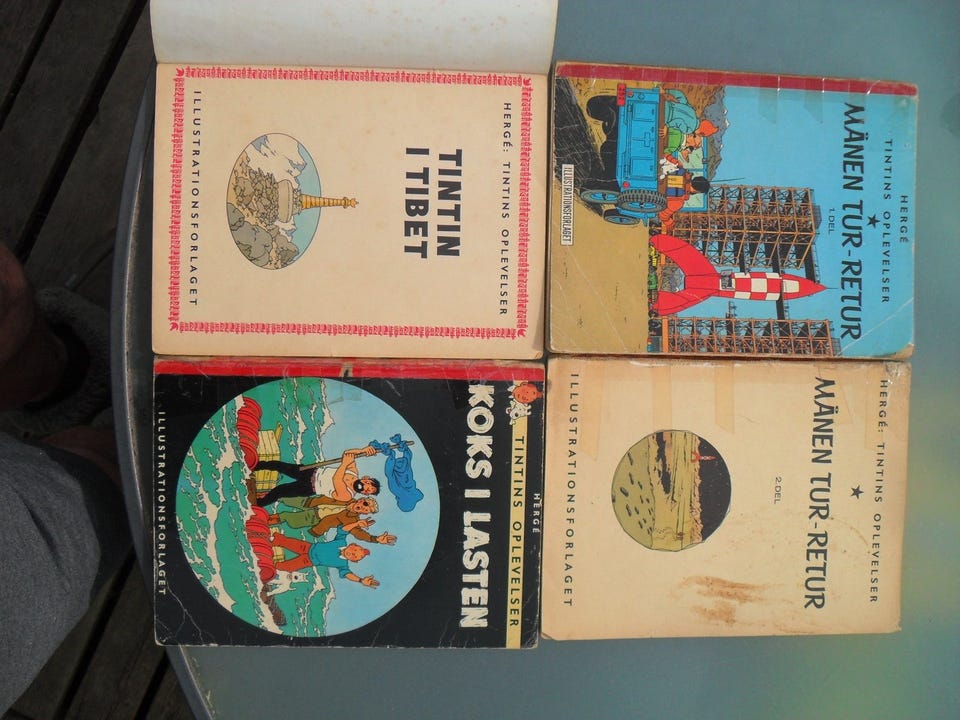 HERGÉ: TINTINS OPLEVELSER
TINTIN
I TIBET
ILLUSTRATIONSFORLAGET
HERGÉ
TINTINS OPLEVELSER
MÅNEN TUR-RETUR
1.DEL
ILLUSTRATIONSFORLAGET
HERGÉ
TINTINS OPLEVELSER
KOKS I LASTEN
ILLUSTRATIONSFORLAGET
HERGÉ: TINTINS OPLEVELSER
MÅNEN TUR-RETUR
2.DEL
ILLUSTRATIONSFORLAGET